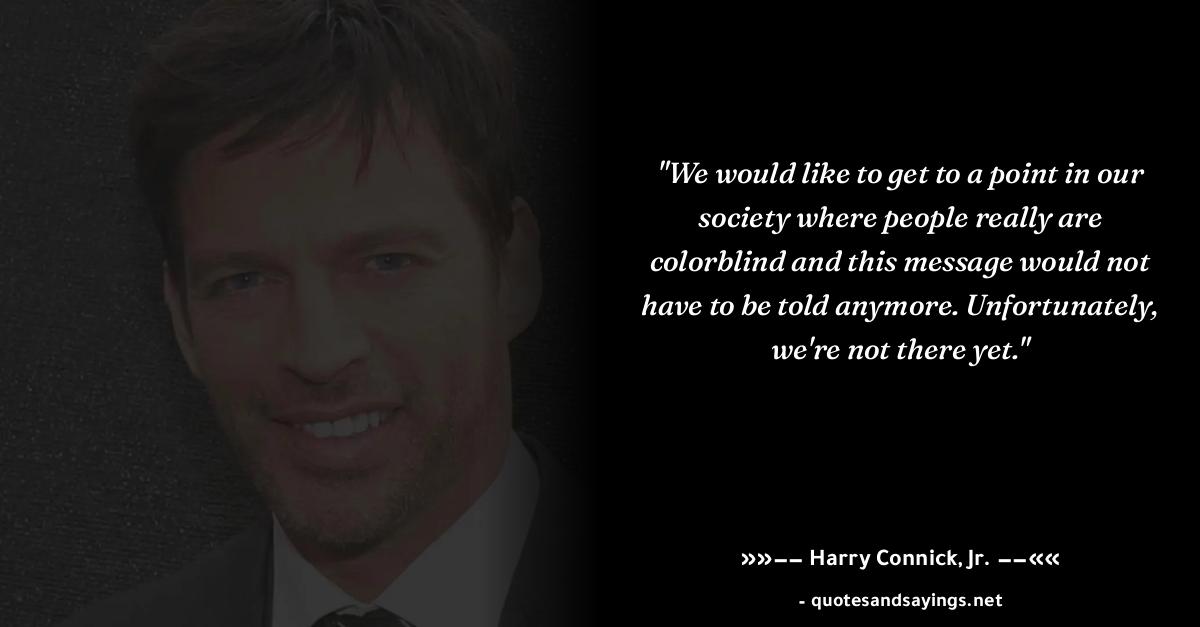 "We would like to get to a point in our
society where people really are
colorblind and this message would not
have to be told anymore. Unfortunately,
we're not there yet."
»»−− Harry Connick, Jr. −−««
- quotesandsayings.net